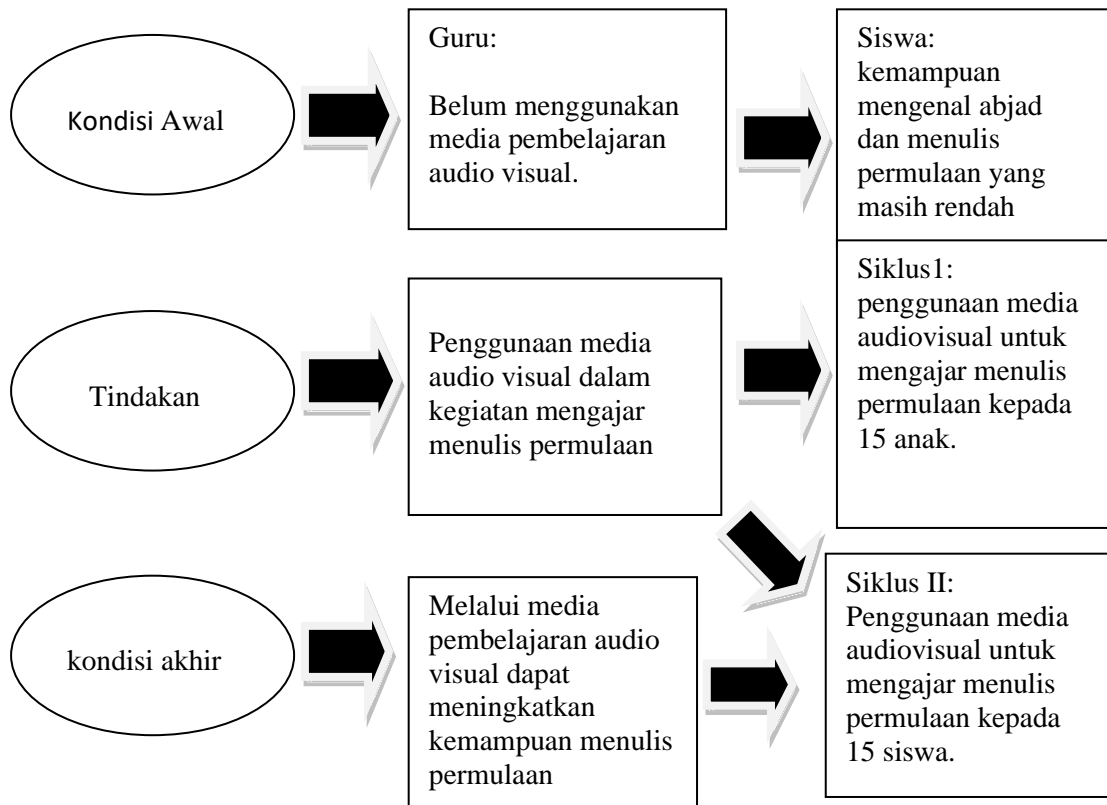 Kondisi Awal
Guru:
Belum menggunakan
media pembelajaran
audio visual.
Siswa:
kemampuan
mengenal abjad
dan menulis
permulaan yang
masih rendah
Tindakan
Penggunaan media
audio visual dalam
kegiatan mengajar
menulis permulaan
Siklus1:
penggunaan media
audiovisual untuk
mengajar menulis
permulaan kepada
15 anak.
kondisi akhir
Melalui media
pembelajaran audio
visual dapat
meningkatkan
kemampuan menulis
permulaan
Siklus II:
Penggunaan media
audiovisual untuk
mengajar menulis
permulaan kepada
15 siswa.